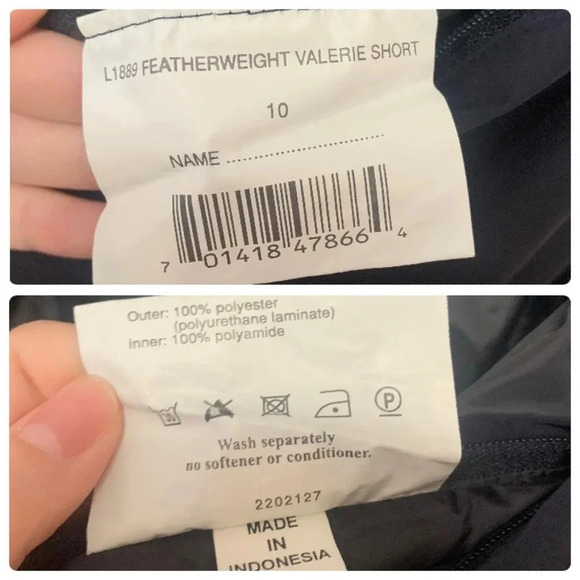 L1889 FEATHERWEIGHT VALERIE SHORT
10
NAME ..............................
7 01418 47866 4
Outer: 100% polyester
(polyurethane laminate)
Inner: 100% polyamide
P
Wash separately
no softener or conditioner.
2202127
MADE
IN
INDONESIA